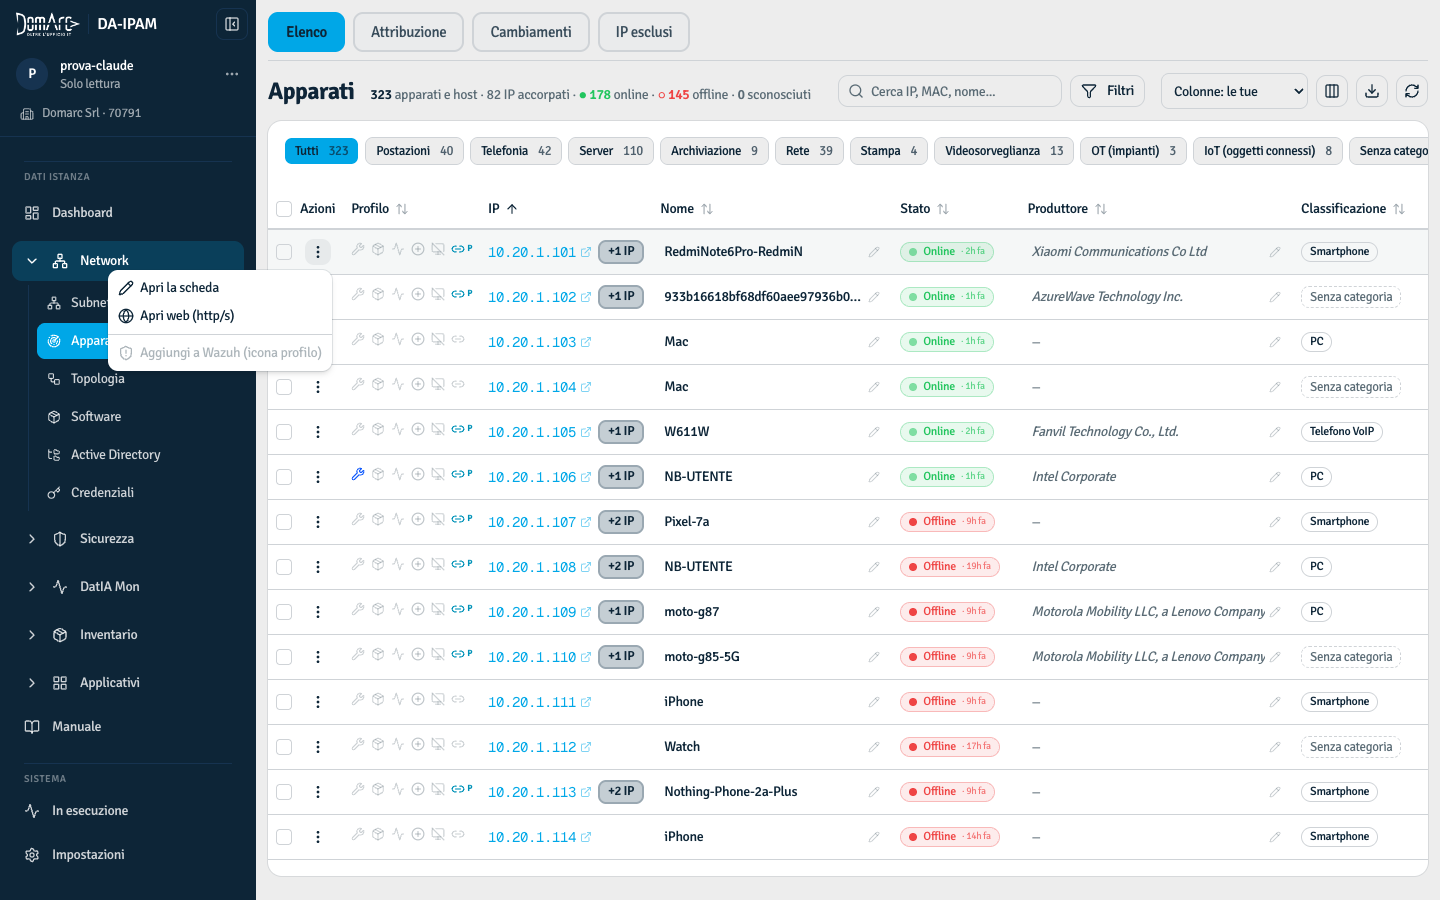 DomArc
OLTRE L'UFFICIO IT
DA-IPAM
P
prova-claude
Solo lettura
Domarc Srl · 70791
DATI ISTANZA
Dashboard
Network
Subne
Appara
Topologia
Software
Active Directory
Credenziali
Sicurezza
DatIA Mon
Inventario
Applicativi
Manuale
SISTEMA
In esecuzione
Impostazioni
Apri la scheda
Apri web (http/s)
Aggiungi a Wazuh (icona profilo)
Elenco Attribuzione Cambiamenti IP esclusi
Apparati 323 apparati e host · 82 IP accorpati · 178 online · 145 offline · 0 sconosciuti Cerca IP, MAC, nome... Filtri Colonne: le tue
Tutti 323 Postazioni 40 Telefonia 42 Server 110 Archiviazione 9 Rete 39 Stampa 4 Videosorveglianza 13 OT (impianti) 3 IoT (oggetti connessi) 8 Senza catego
Azioni Profilo IP Nome Stato Produttore Classificazione
P 10.20.1.101 +1 IP RedmiNote6Pro-RedmiN Online · 2h fa Xiaomi Communications Co Ltd Smartphone
P 10.20.1.102 +1 IP 933b16618bf68df60aee97936b0... Online · 1h fa AzureWave Technology Inc. Senza categoria
10.20.1.103 Mac Online · 1h fa – PC
10.20.1.104 Mac Online · 1h fa – Senza categoria
P 10.20.1.105 +1 IP W611W Online · 2h fa Fanvil Technology Co., Ltd. Telefono VoIP
P 10.20.1.106 +1 IP NB-UTENTE Online · 1h fa Intel Corporate PC
P 10.20.1.107 +2 IP Pixel-7a Offline · 9h fa – Smartphone
P 10.20.1.108 +2 IP NB-UTENTE Offline · 19h fa Intel Corporate PC
P 10.20.1.109 +1 IP moto-g87 Offline · 9h fa Motorola Mobility LLC, a Lenovo Company PC
P 10.20.1.110 +1 IP moto-g85-5G Offline · 9h fa Motorola Mobility LLC, a Lenovo Company Senza categoria
10.20.1.111 iPhone Offline · 9h fa – Smartphone
10.20.1.112 Watch Offline · 17h fa – Senza categoria
P 10.20.1.113 +2 IP Nothing-Phone-2a-Plus Offline · 9h fa – Smartphone
10.20.1.114 iPhone Offline · 14h fa – Smartphone